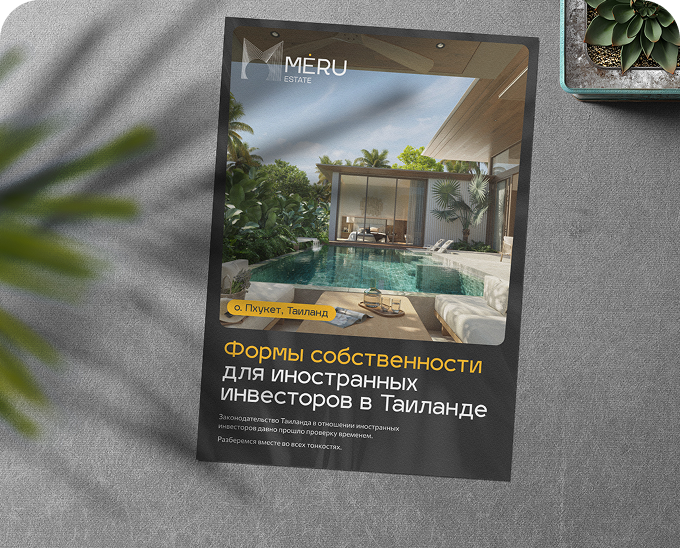 MERU
ESTATE
о. Пхукет, Таиланд
Формы собственности
для иностранных
инвесторов в Таиланде
Законодательство Таиланда в отношении иностранных
инвесторов давно прошло проверку временем.
Разберемся вместе во всех тонкостях.